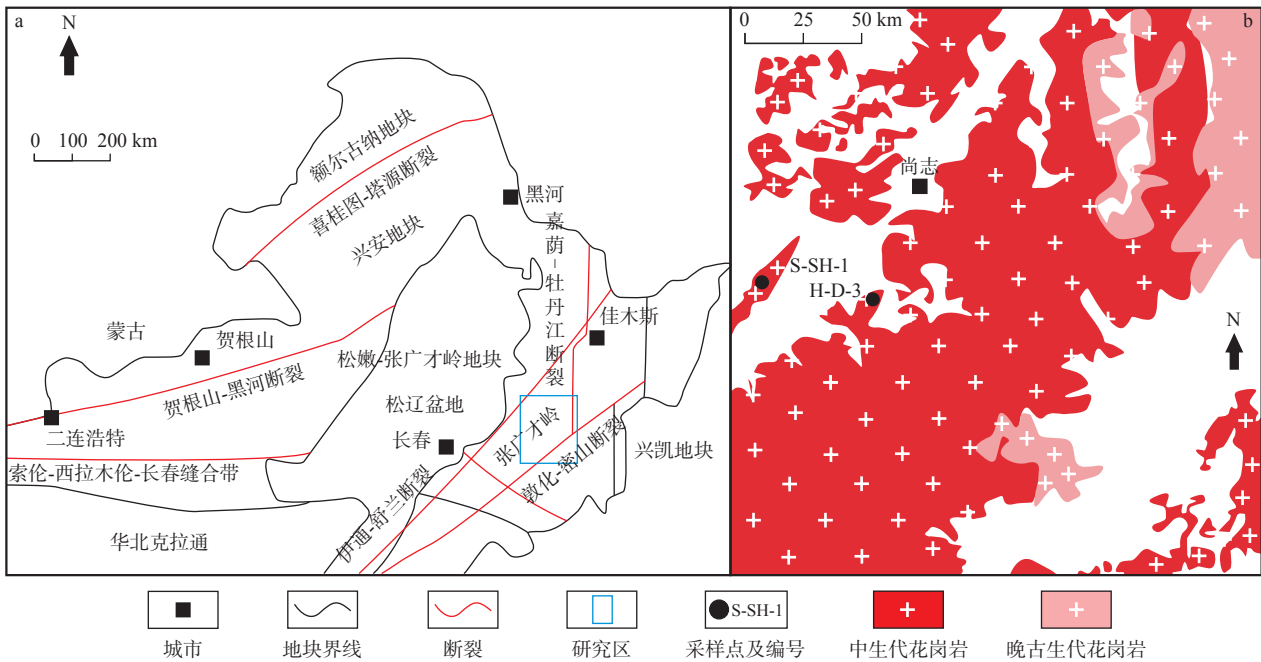 a
N
0 100 200 km
额尔古纳地块
喜桂图-塔源断裂
兴安地块
黑河
嘉荫-牡丹江断裂
佳木斯
蒙古
贺根山
松嫩-张广才岭地块
贺根山-黑河断裂
松辽盆地
二连浩特
长春
张广才岭
兴凯地块
敦化-密山断裂
索伦-西拉木伦-长春缝合带
伊通-舒兰断裂
华北克拉通
b
0 25 50 km
尚志
S-SH-1
H-D-3
N
S-SH-1
城市
地块界线
断裂
研究区
采样点及编号
中生代花岗岩
晚古生代花岗岩